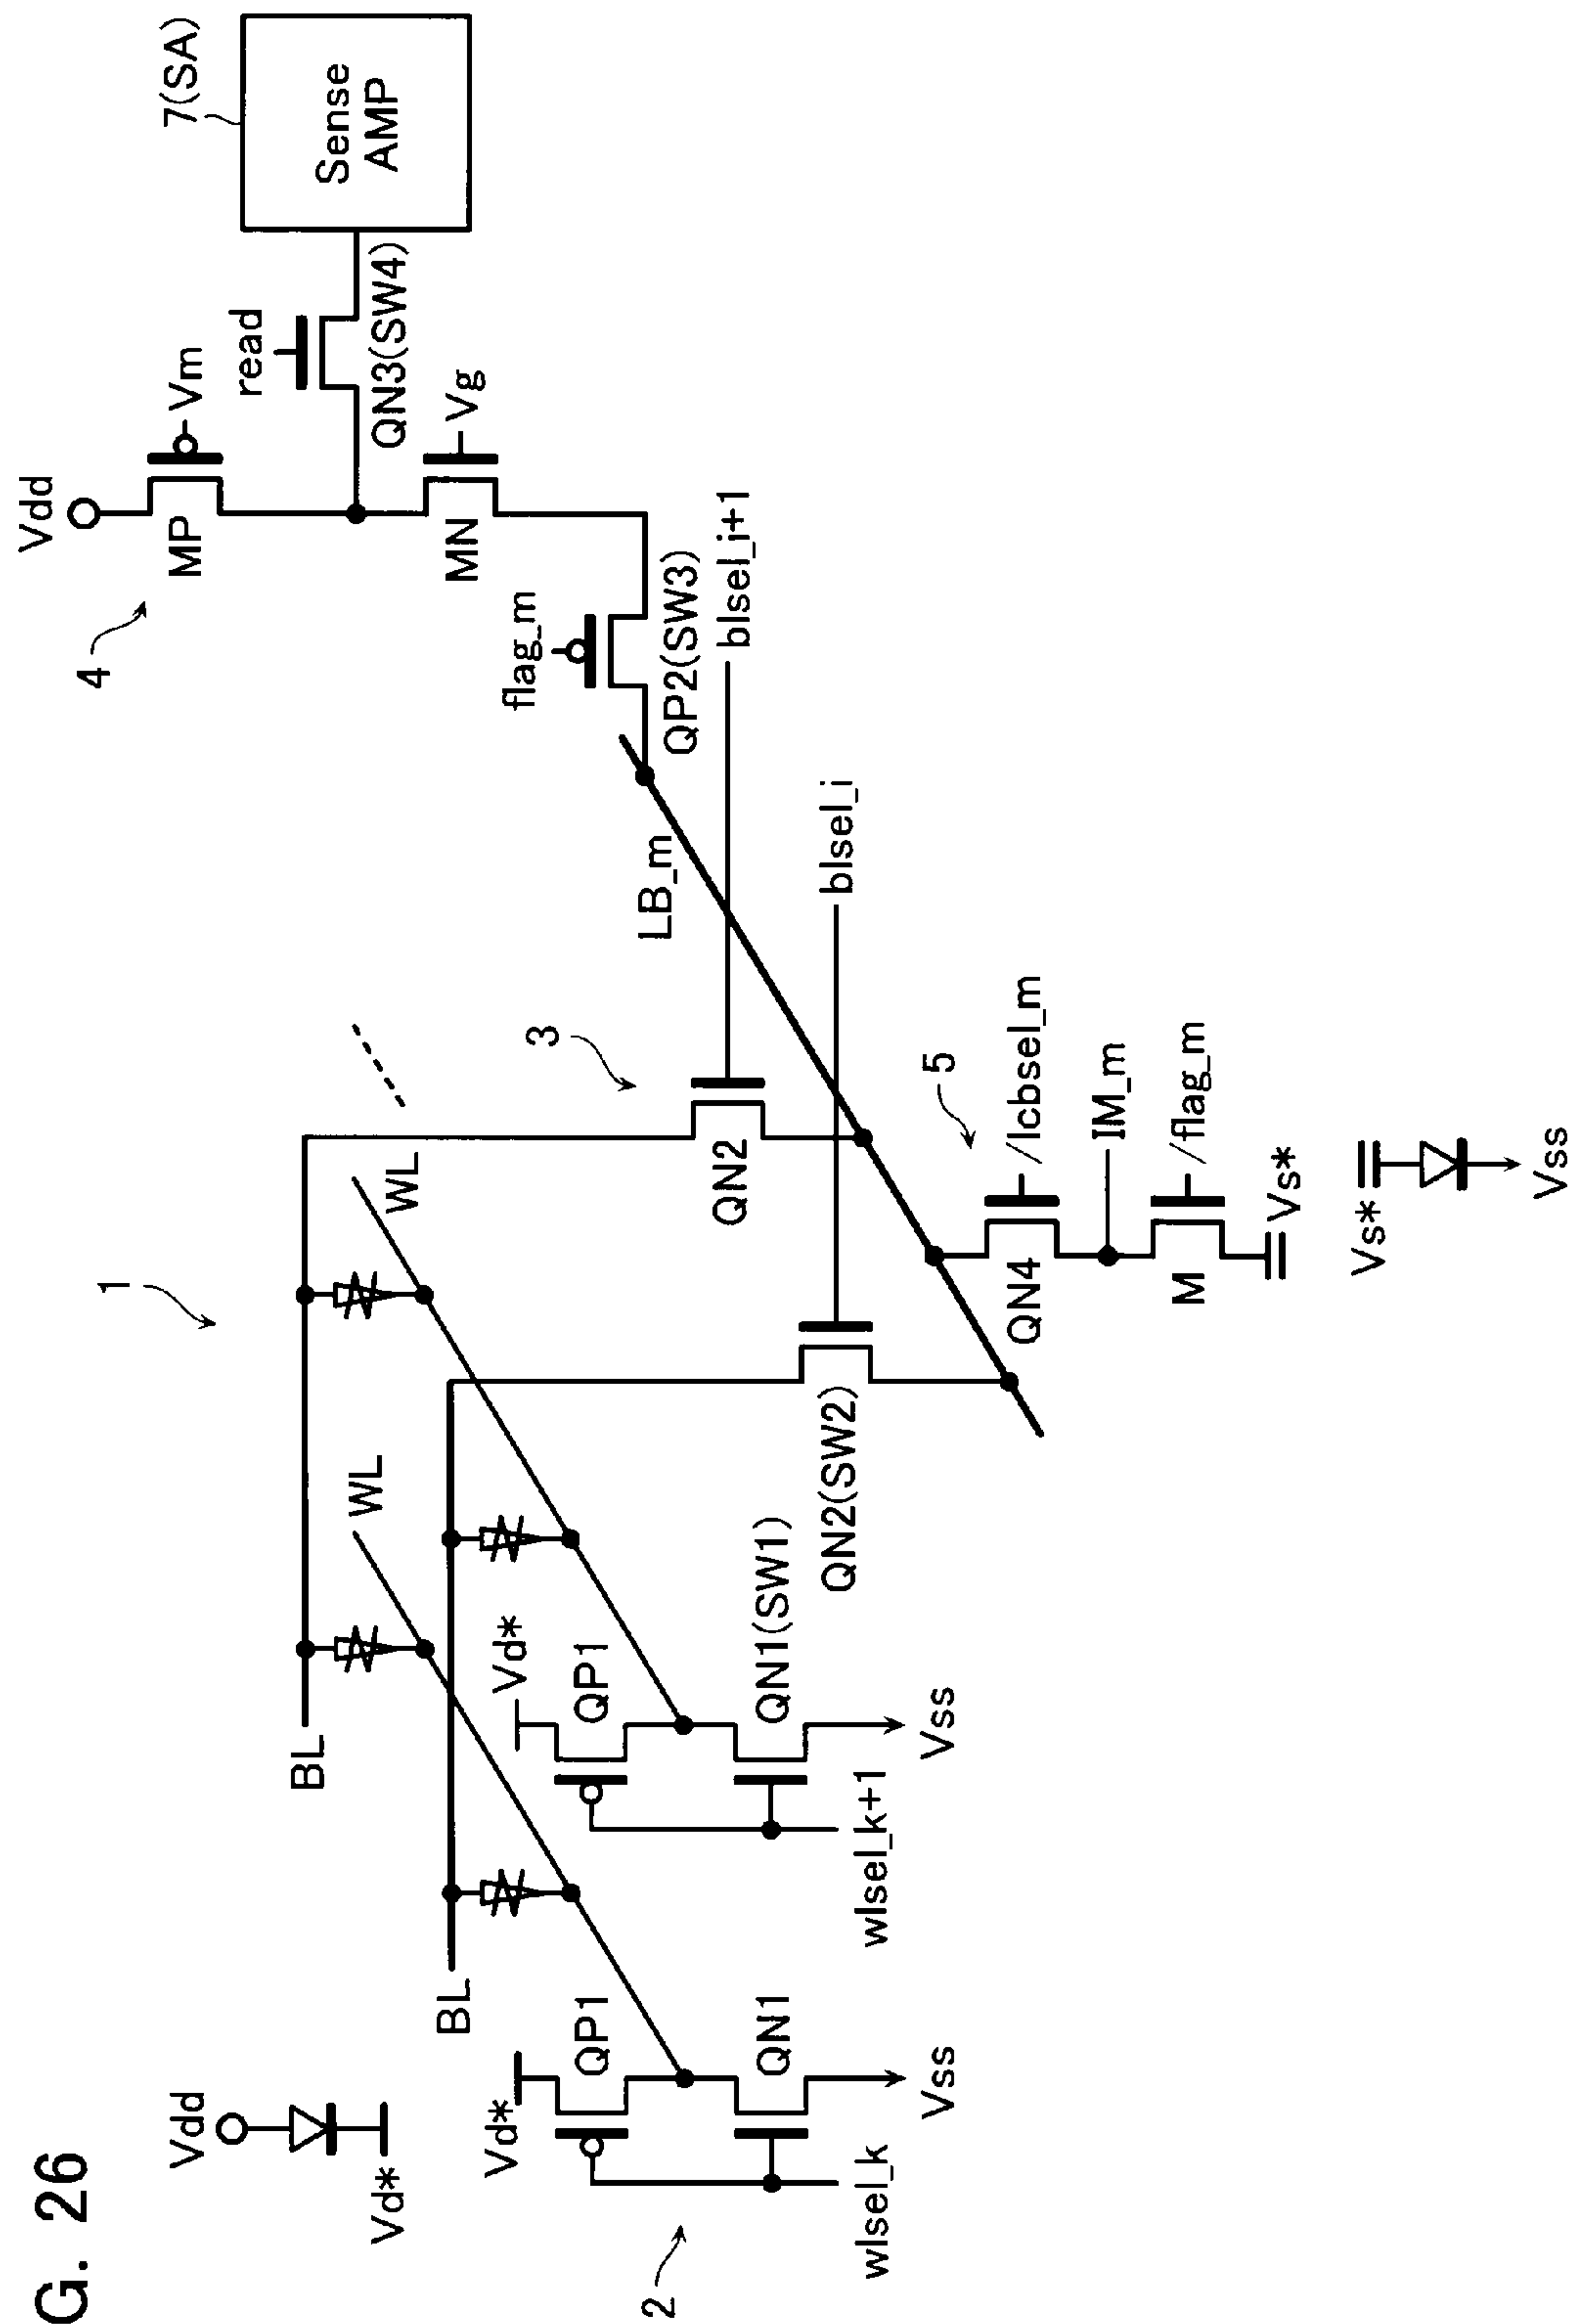 G. 26
Vdd
Vd*
1
BL
BL
WL
WL
Vd*
QP1
QN1
Vss
wlsel_k
2
Vd*
QP1
QN1(SW1)
Vss
wlsel_k+1
3
QN2
QN2(SW2)
blsel_i
blsel_i+1
LB_m
flag_m
QP2(SW3)
4
Vdd
MP
Vm
MN
Vg
read
QN3(SW4)
7(SA)
Sense
AMP
5
QN4
/lcbsel_m
IM_m
M
/flag_m
Vs*
Vs*
Vss